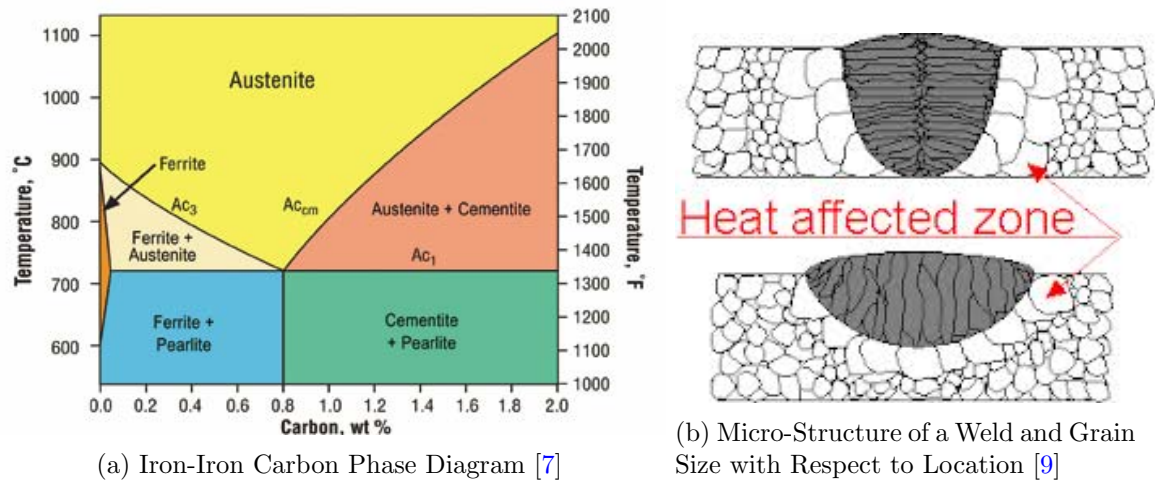 1100
1000
900
800
700
600
Temperature, °C
2100
2000
1900
1800
1700
1600
1500
1400
1300
1200
1100
1000
Temperature, °F
Austenite
Ferrite
Ac3
Accm
Austenite + Cementite
Ferrite +
Austenite
Ac1
Ferrite +
Pearlite
Cementite
+ Pearlite
0.0 0.2 0.4 0.6 0.8 1.0 1.2 1.4 1.6 1.8 2.0
Carbon, wt %
(a) Iron-Iron Carbon Phase Diagram [7]
Heat affected zone
(b) Micro-Structure of a Weld and Grain
Size with Respect to Location [9]